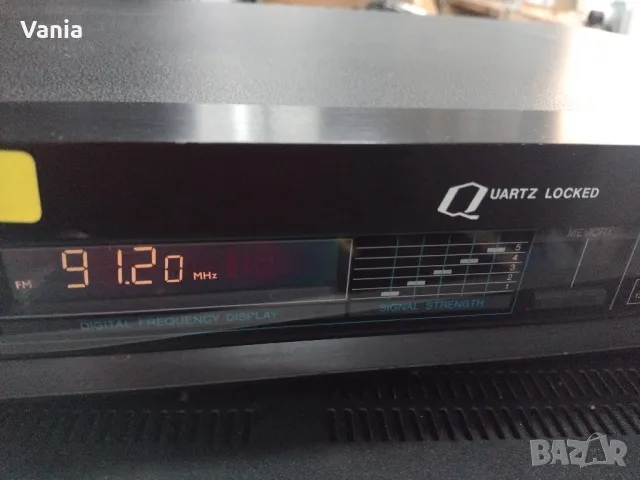 Vania
QUARTZ LOCKED
MEMORY
FM 91.20 MHz
5
4
3
2
1
DIGITAL FREQUENCY DISPLAY
SIGNAL STRENGTH
BAZAR